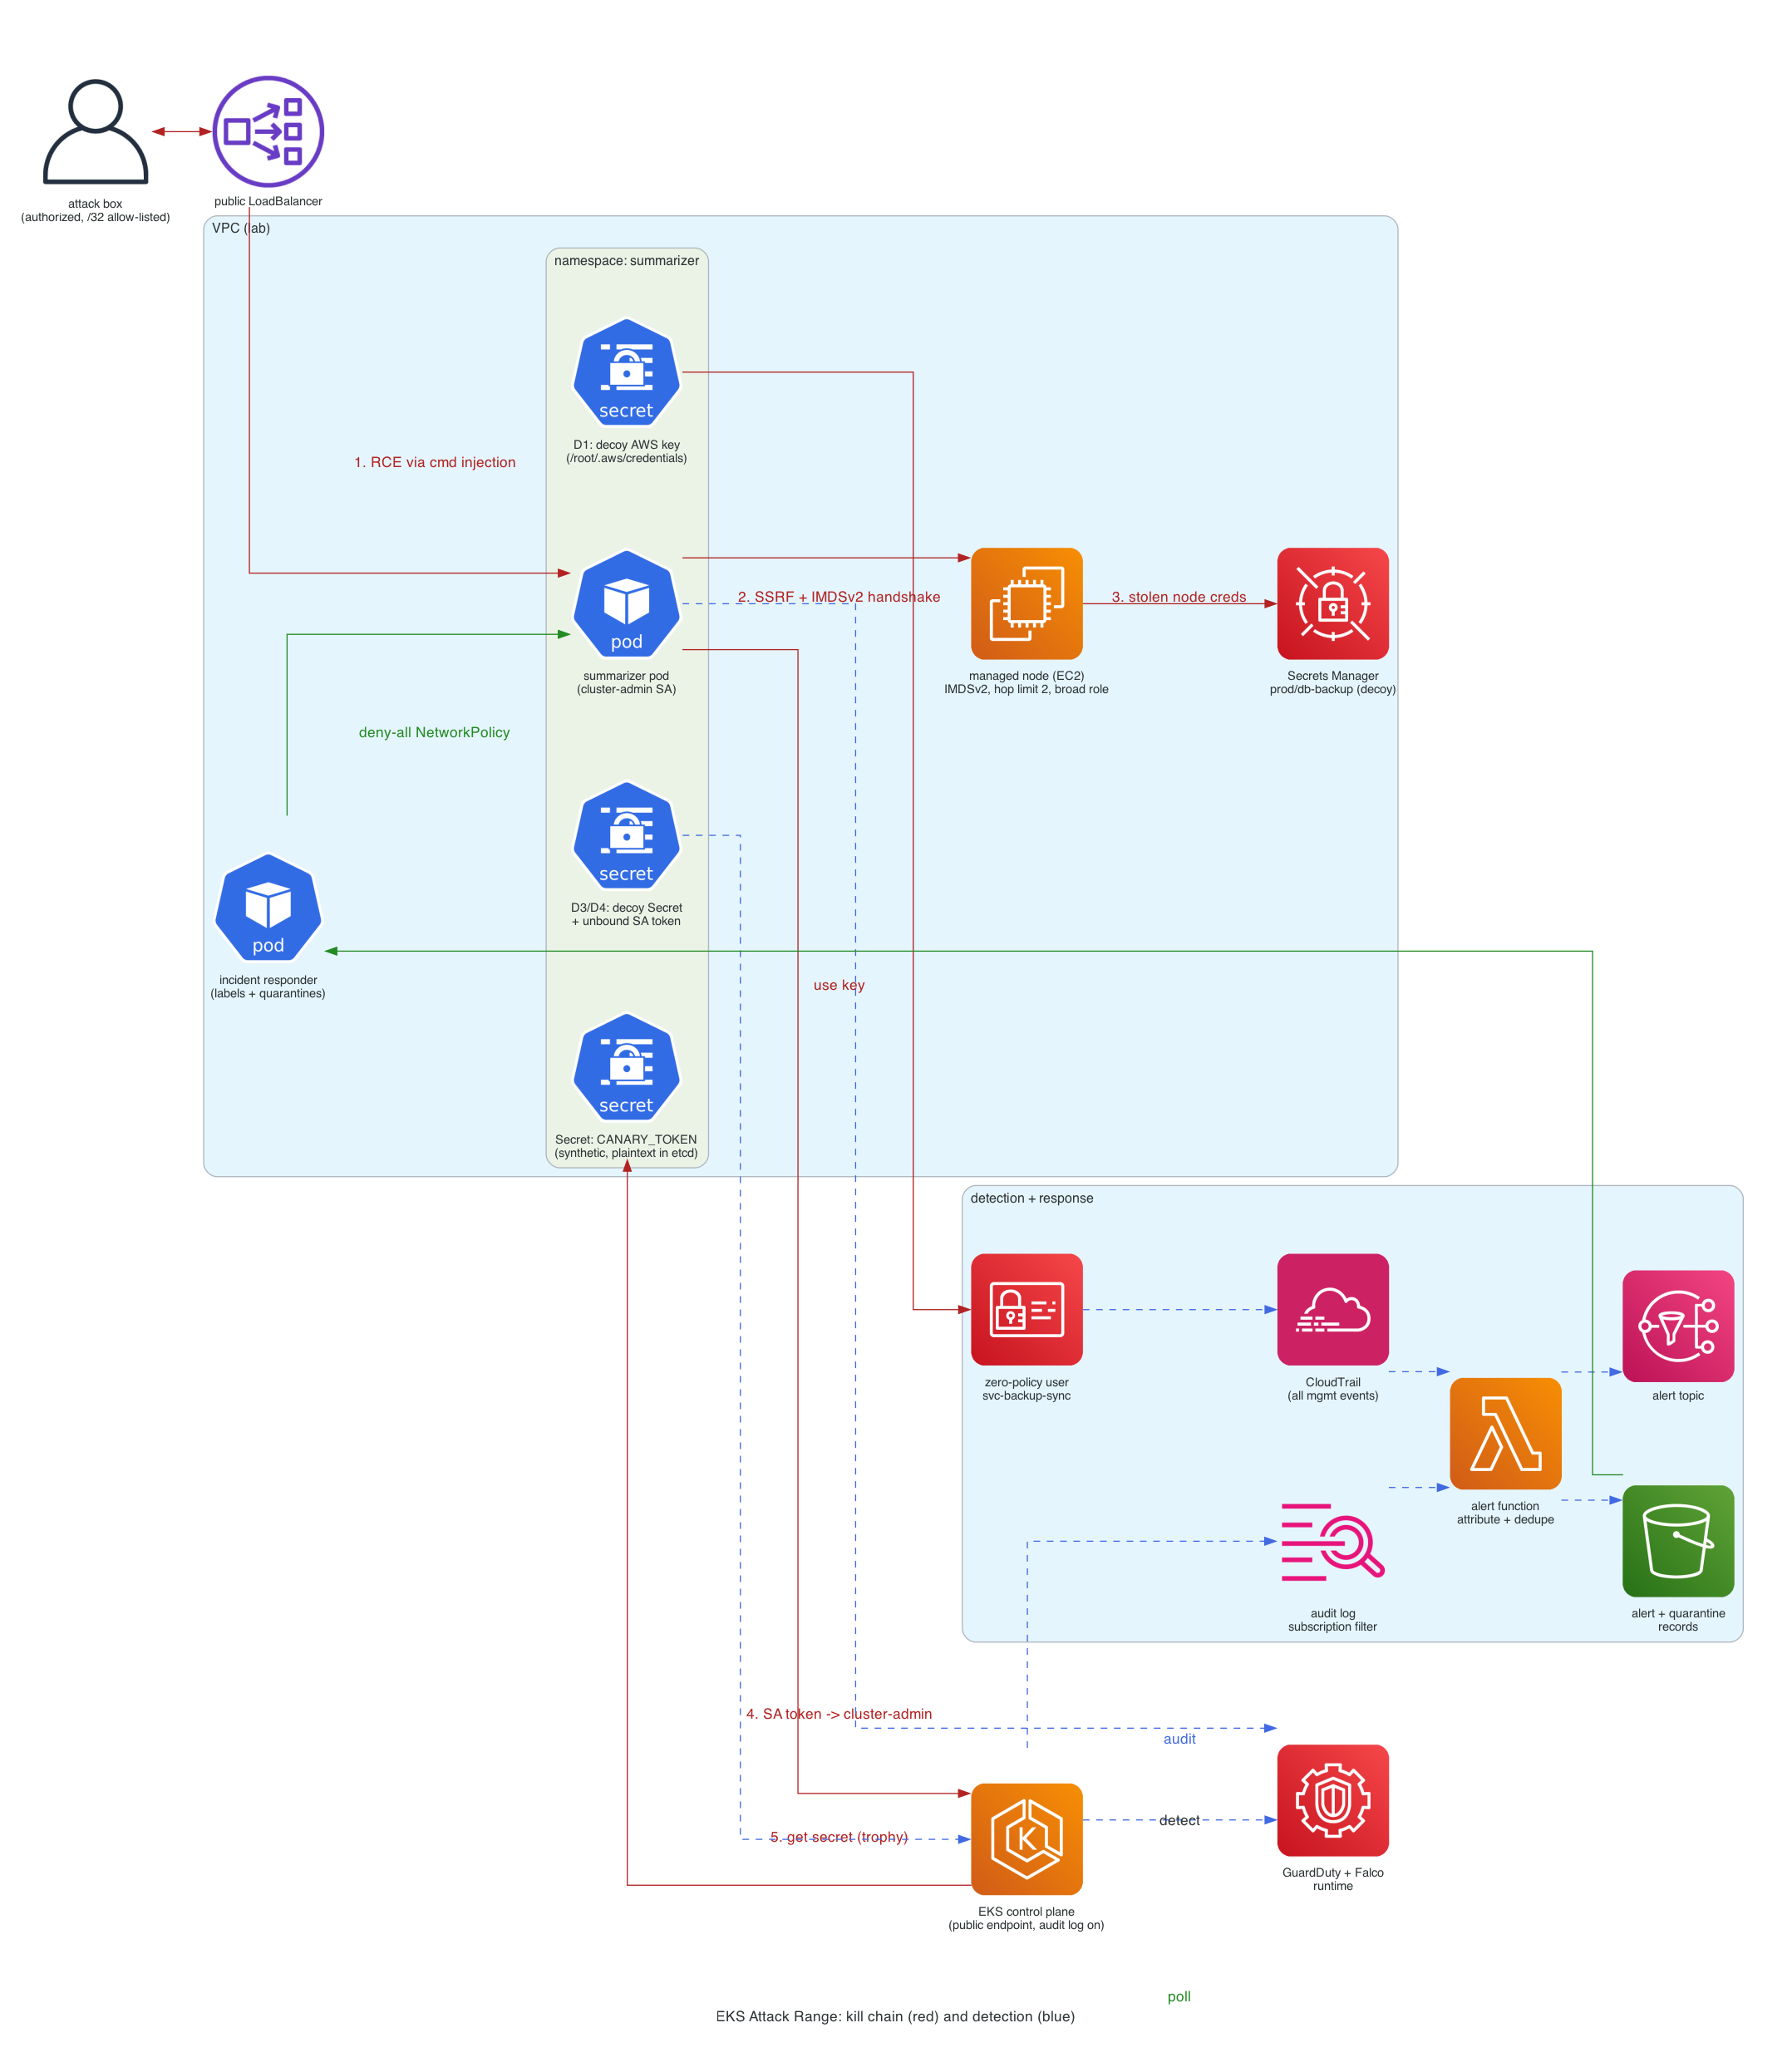 attack box
(authorized, /32 allow-listed)
public LoadBalancer
VPC (lab)
namespace: summarizer
secret
D1: decoy AWS key
(/root/.aws/credentials)
1. RCE via cmd injection
pod
summarizer pod
(cluster-admin SA)
2. SSRF + IMDSv2 handshake
managed node (EC2)
IMDSv2, hop limit 2, broad role
3. stolen node creds
Secrets Manager
prod/db-backup (decoy)
deny-all NetworkPolicy
secret
D3/D4: decoy Secret
+ unbound SA token
pod
incident responder
(labels + quarantines)
use key
secret
Secret: CANARY_TOKEN
(synthetic, plaintext in etcd)
detection + response
zero-policy user
svc-backup-sync
CloudTrail
(all mgmt events)
alert topic
alert function
attribute + dedupe
audit log
subscription filter
alert + quarantine
records
4. SA token -> cluster-admin
audit
5. get secret (trophy)
detect
K
EKS control plane
(public endpoint, audit log on)
GuardDuty + Falco
runtime
poll
EKS Attack Range: kill chain (red) and detection (blue)